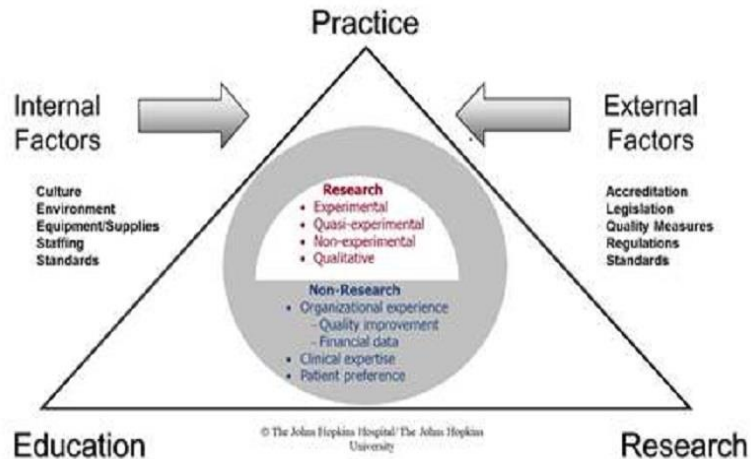 Practice
Internal
Factors
Culture
Environment
Equipment/Supplies
Staffing
Standards
External
Factors
Accreditation
Legislation
Quality Measures
Regulations
Standards
Research
• Experimental
• Quasi-experimental
• Non-experimental
• Qualitative
Non-Research
• Organizational experience
- Quality improvement
- Financial data
• Clinical expertise
• Patient preference
Education
© The Johns Hopkins Hospital/ The Johns Hopkins
University
Research